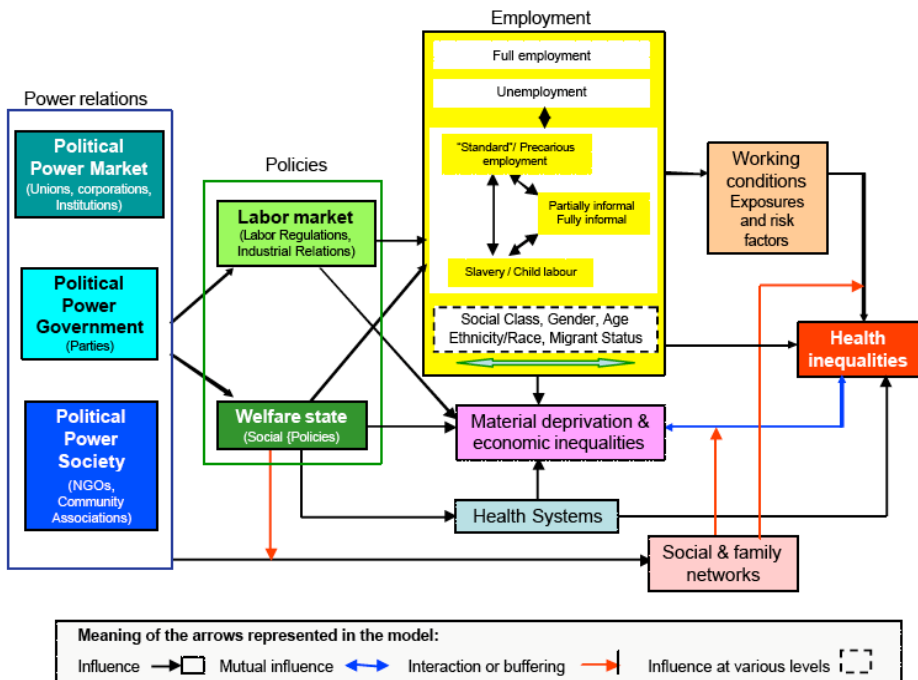 Employment
Full employment
Unemployment
"Standard"/ Precarious
employment
Partially informal
Fully informal
Slavery / Child labour
Social Class, Gender, Age
Ethnicity/Race, Migrant Status
Power relations
Political
Power Market
(Unions, corporations,
Institutions)
Political
Power
Government
(Parties)
Political
Power
Society
(NGOs,
Community
Associations)
Policies
Labor market
(Labor Regulations,
Industrial Relations)
Welfare state
(Social {Policies)
Working
conditions
Exposures
and risk
factors
Health
inequalities
Material deprivation &
economic inequalities
Health Systems
Social & family
networks
Meaning of the arrows represented in the model:
Influence Mutual influence Interaction or buffering Influence at various levels